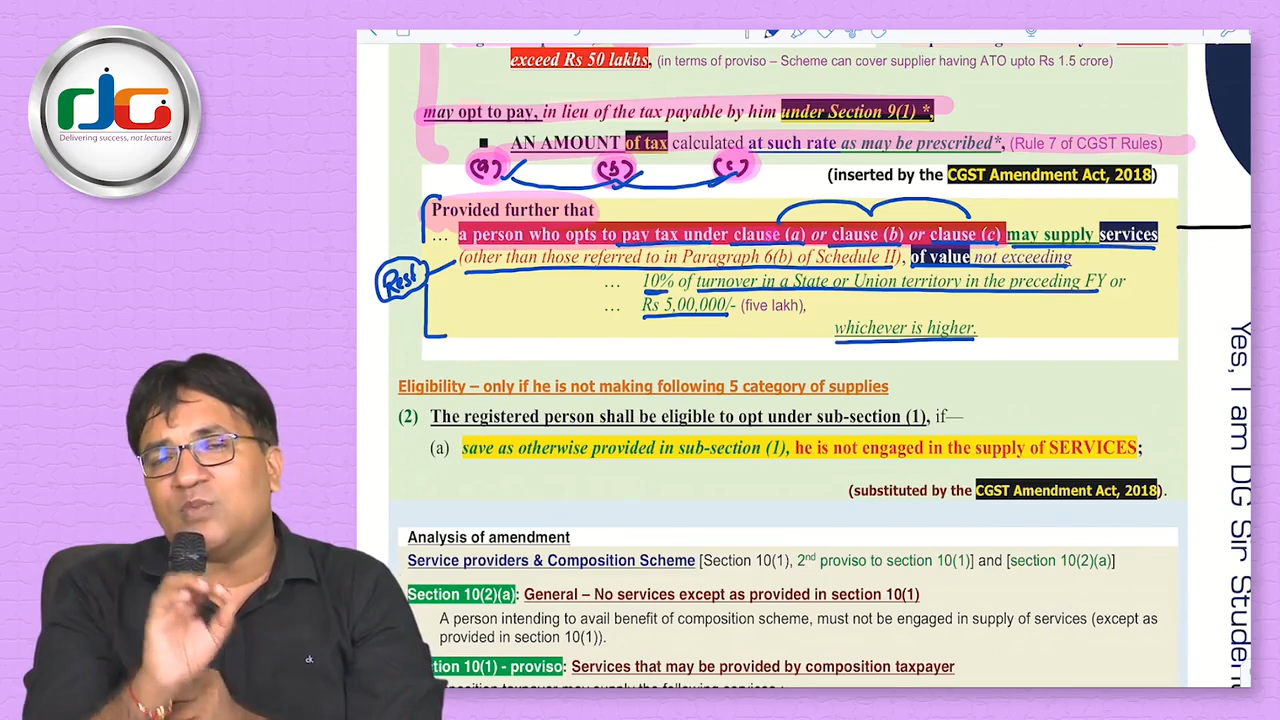 Delivering success, not lectures
exceed Rs 50 lakhs, (in terms of proviso – Scheme can cover supplier having ATO upto Rs 1.5 crore)
may opt to pay, in lieu of the tax payable by him under Section 9(1) *,
■ AN AMOUNT of tax calculated at such rate as may be prescribed*, (Rule 7 of CGST Rules)
(a) (b) (c)
(inserted by the CGST Amendment Act, 2018)
Provided further that
… a person who opts to pay tax under clause (a) or clause (b) or clause (c) may supply services
(other than those referred to in Paragraph 6(b) of Schedule II), of value not exceeding
Rest
… 10% of turnover in a State or Union territory in the preceding FY or
… Rs 5,00,000/- (five lakh),
whichever is higher.
Eligibility – only if he is not making following 5 category of supplies
(2) The registered person shall be eligible to opt under sub-section (1), if—
(a) save as otherwise provided in sub-section (1), he is not engaged in the supply of SERVICES;
(substituted by the CGST Amendment Act, 2018).
Analysis of amendment
Service providers & Composition Scheme [Section 10(1), 2nd proviso to section 10(1)] and [section 10(2)(a)]
Section 10(2)(a): General – No services except as provided in section 10(1)
A person intending to avail benefit of composition scheme, must not be engaged in supply of services (except as
provided in section 10(1)).
tion 10(1) - proviso: Services that may be provided by composition taxpayer
Yes, I am DG Sir Studen
dk